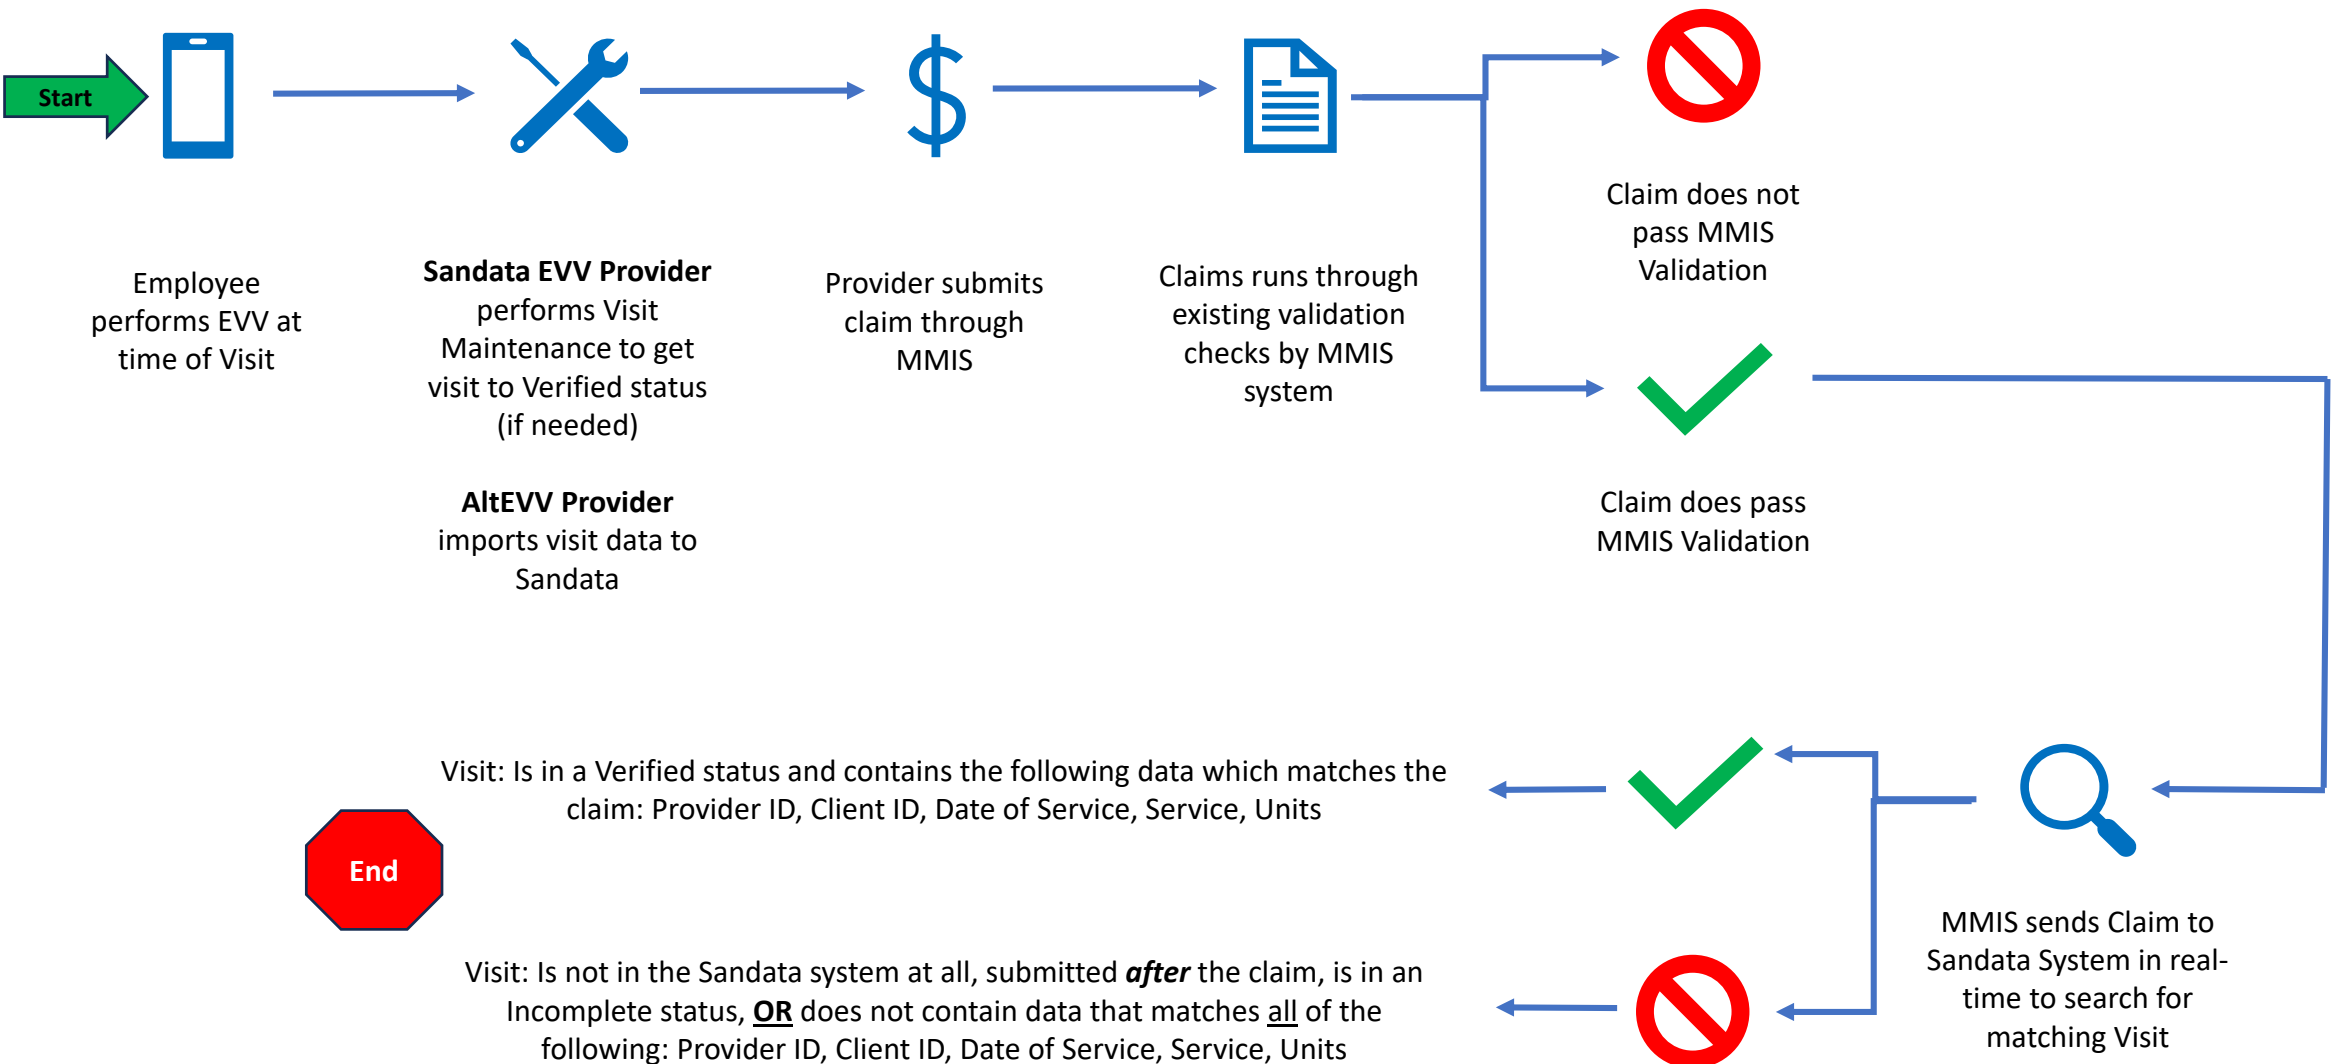 Start
Employee
performs EVV at
time of Visit
Sandata EVV Provider
performs Visit
Maintenance to get
visit to Verified status
(if needed)
AltEVV Provider
imports visit data to
Sandata
Provider submits
claim through
MMIS
Claims runs through
existing validation
checks by MMIS
system
Claim does not
pass MMIS
Validation
Claim does pass
MMIS Validation
MMIS sends Claim to
Sandata System in real-
time to search for
matching Visit
Visit: Is in a Verified status and contains the following data which matches the
claim: Provider ID, Client ID, Date of Service, Service, Units
Visit: Is not in the Sandata system at all, submitted after the claim, is in an
Incomplete status, OR does not contain data that matches all of the
following: Provider ID, Client ID, Date of Service, Service, Units
End